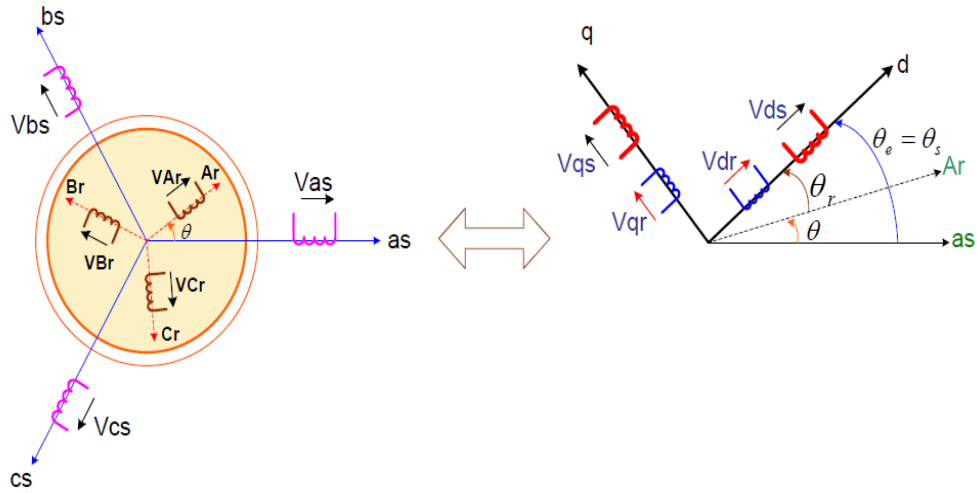 bs
Vbs
Br
VAr
Ar
θ
VBr
VCr
Cr
Vas
as
Vcs
cs
q
d
Vds
Vqs
Vdr
Vqr
θe = θs
Ar
θr
θ
as